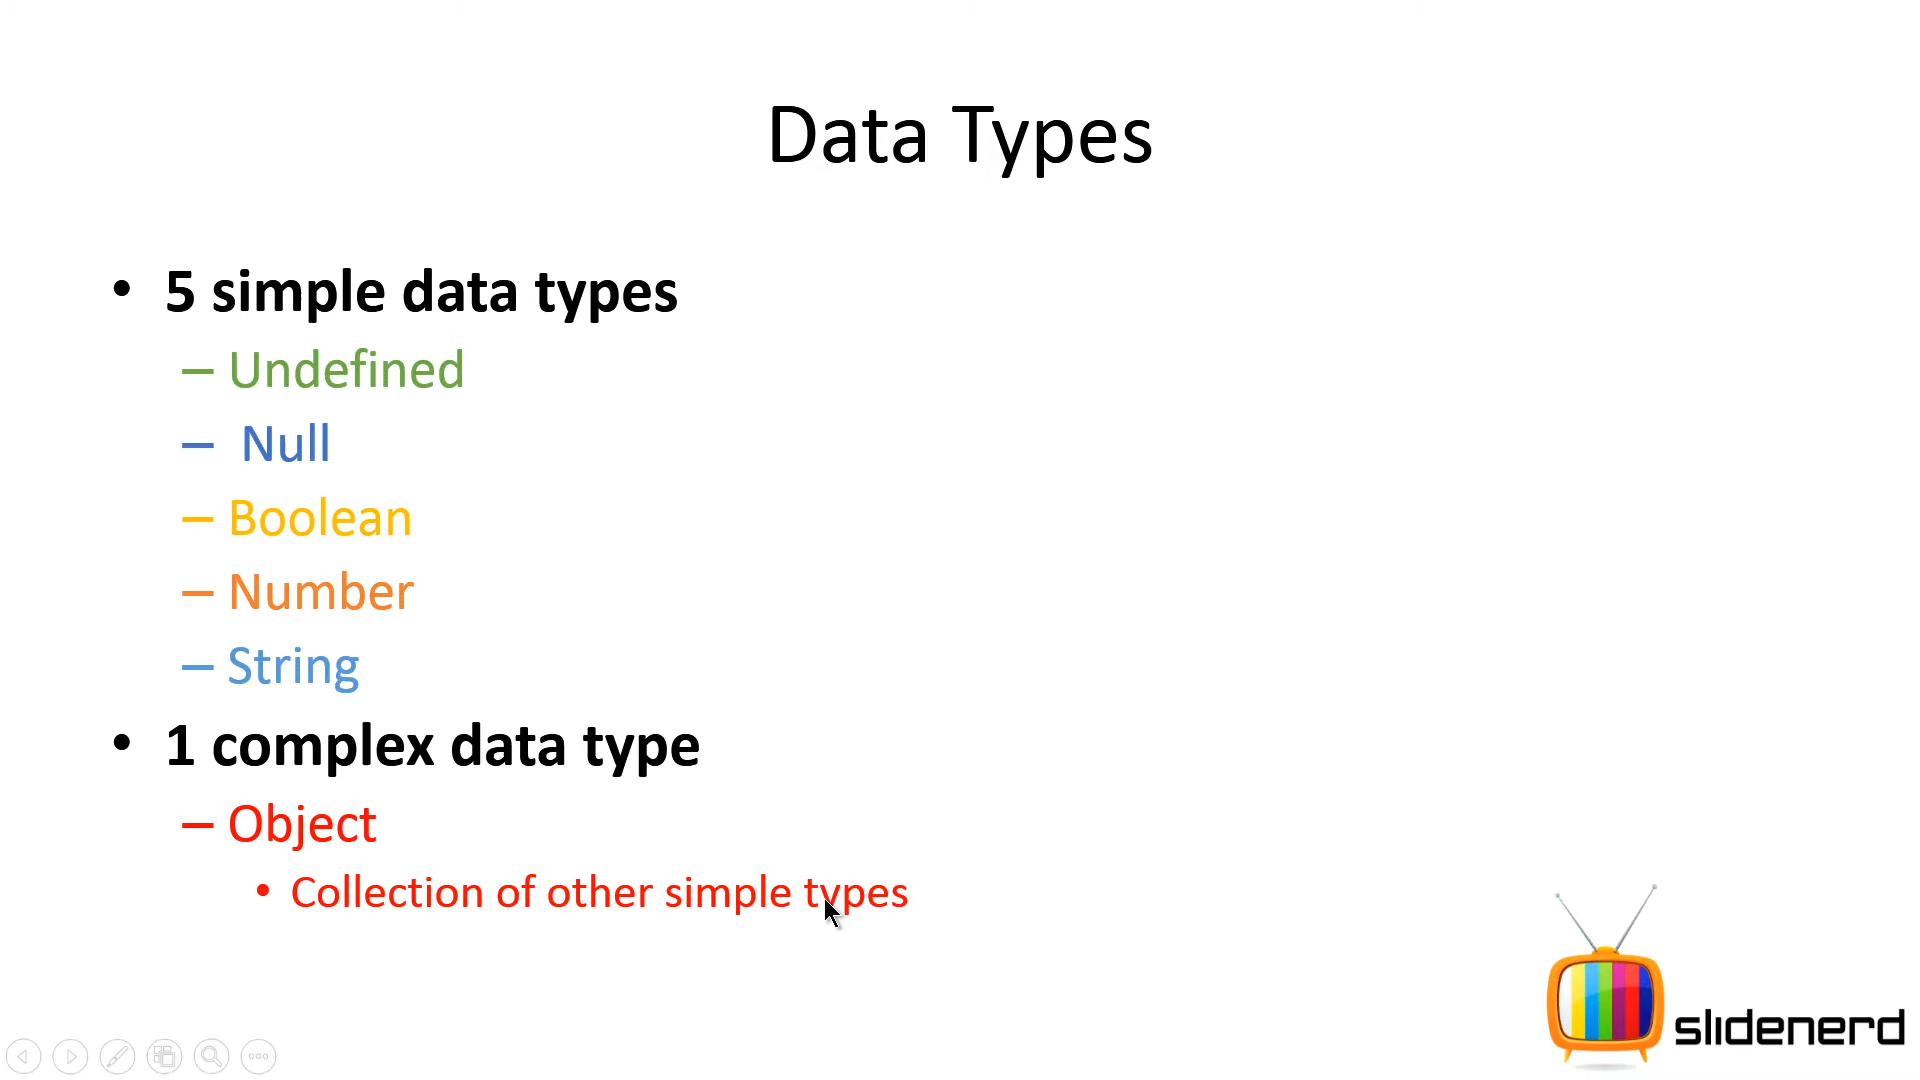 Data Types
• 5 simple data types
– Undefined
– Null
– Boolean
– Number
– String
• 1 complex data type
– Object
• Collection of other simple types
slidenerd